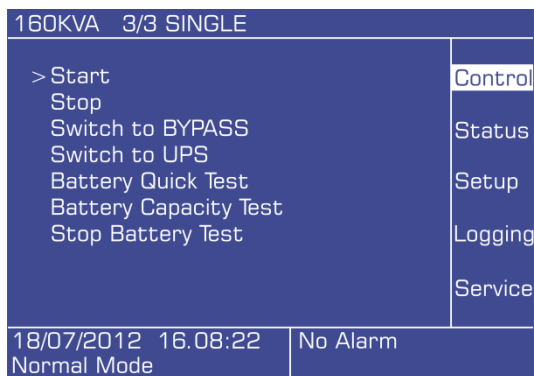 160KVA 3/3 SINGLE
>Start
Stop
Switch to BYPASS
Switch to UPS
Battery Quick Test
Battery Capacity Test
Stop Battery Test
Control
Status
Setup
Logging
Service
18/07/2012 16.08:22
Normal Mode
No Alarm